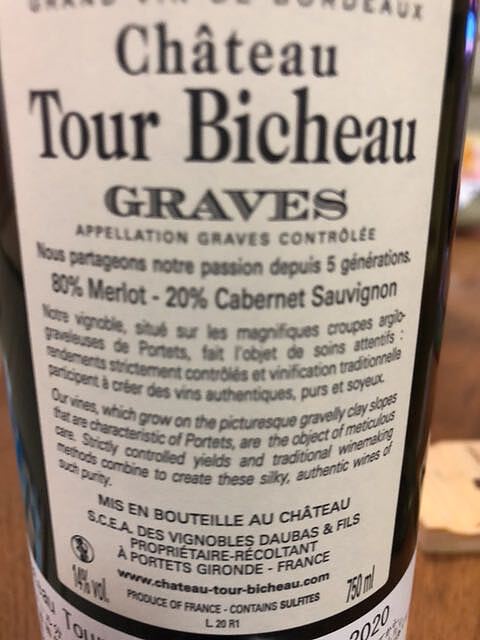 GRAND VIN DE BORDEAUX
Château
Tour Bicheau
GRAVES
APPELLATION GRAVES CONTRÔLÉE
Nous partageons notre passion depuis 5 générations.
80% Merlot - 20% Cabernet Sauvignon
Notre vignoble, situé sur les magnifiques croupes argilo-
graveleuses de Portets, fait l'objet de soins attentifs :
rendements strictement contrôlés et vinification traditionnelle
participent à créer des vins authentiques, purs et soyeux.
Our vines, which grow on the picturesque gravelly clay slopes
that are characteristic of Portets, are the object of meticulous
care. Strictly controlled yields and traditional winemaking
methods combine to create these silky, authentic wines of
such purity.
MIS EN BOUTEILLE AU CHÂTEAU
S.C.E.A. DES VIGNOBLES DAUBAS & FILS
PROPRIÉTAIRE-RÉCOLTANT
À PORTETS GIRONDE - FRANCE
www.chateau-tour-bicheau.com
14% vol.
750 ml
PRODUCE OF FRANCE - CONTAINS SULFITES
L. 20 R1
2020